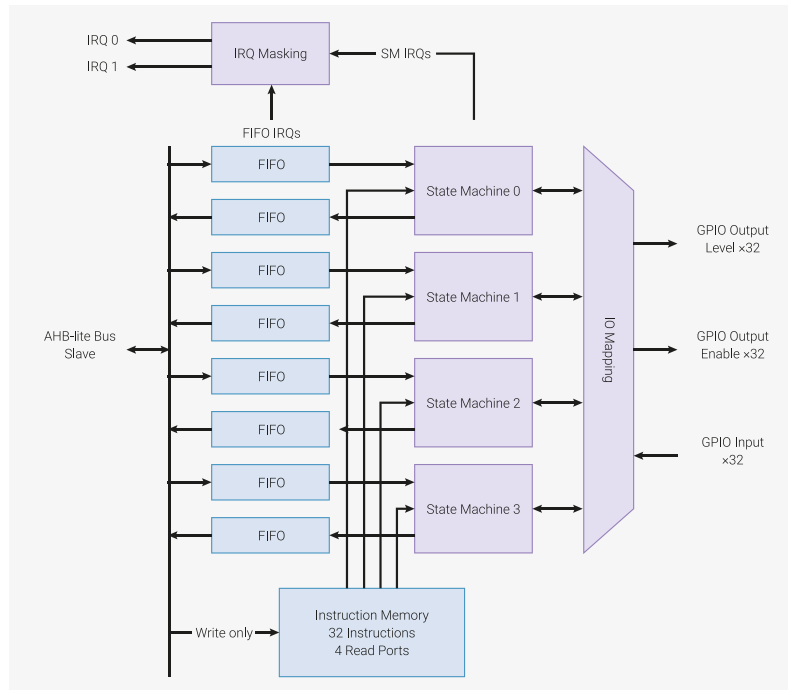 IRQ 0
IRQ 1
IRQ Masking
SM IRQs
FIFO IRQs
FIFO
FIFO
FIFO
FIFO
FIFO
FIFO
FIFO
FIFO
State Machine 0
State Machine 1
State Machine 2
State Machine 3
IO Mapping
GPIO Output
Level ×32
GPIO Output
Enable ×32
GPIO Input
×32
AHB-lite Bus
Slave
Write only
Instruction Memory
32 Instructions
4 Read Ports